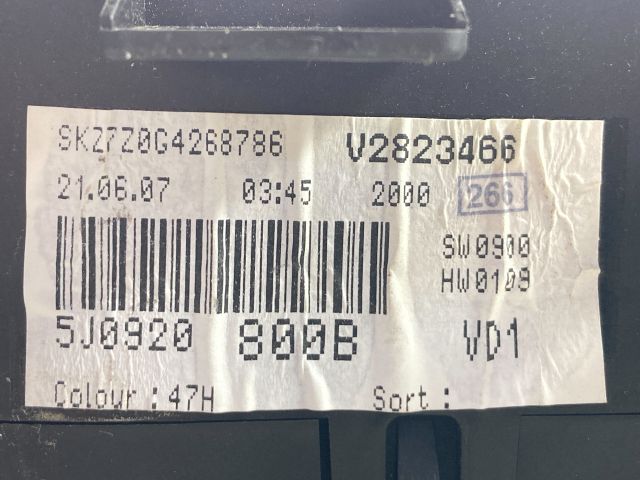 SKZ7Z0G4268786 V2823466
21.06.07 03:45 2000 266
SW0900
HW0109
5J0920 800B VD1
Colour : 47H Sort :